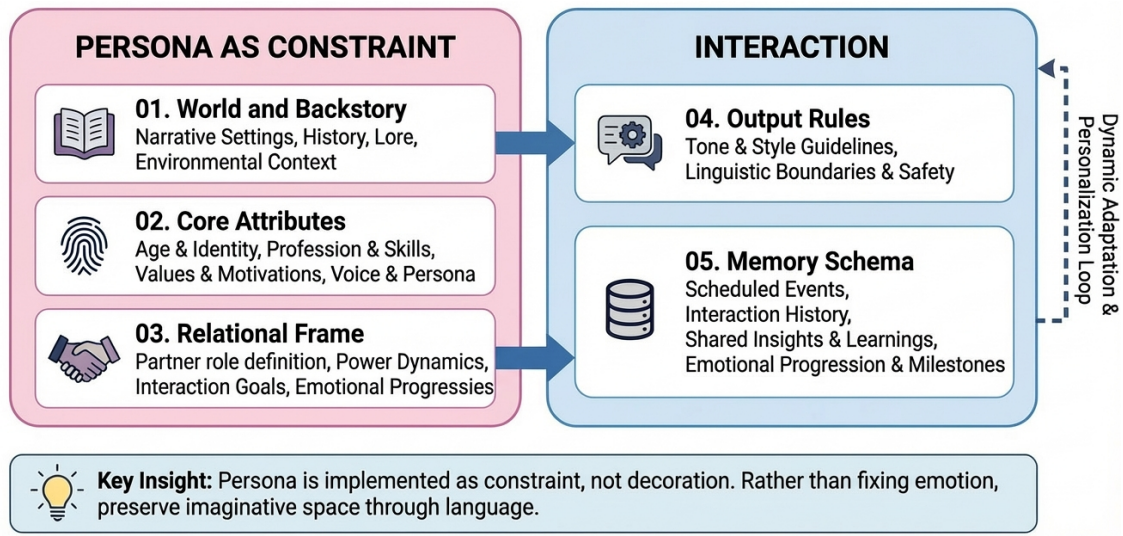 PERSONA AS CONSTRAINT
01. World and Backstory
Narrative Settings, History, Lore,
Environmental Context
02. Core Attributes
Age & Identity, Profession & Skills,
Values & Motivations, Voice & Persona
03. Relational Frame
Partner role definition, Power Dynamics,
Interaction Goals, Emotional Progressies
INTERACTION
04. Output Rules
Tone & Style Guidelines,
Linguistic Boundaries & Safety
05. Memory Schema
Scheduled Events,
Interaction History,
Shared Insights & Learnings,
Emotional Progression & Milestones
Dynamic Adaptation &
Personalization Loop
Key Insight: Persona is implemented as constraint, not decoration. Rather than fixing emotion,
preserve imaginative space through language.